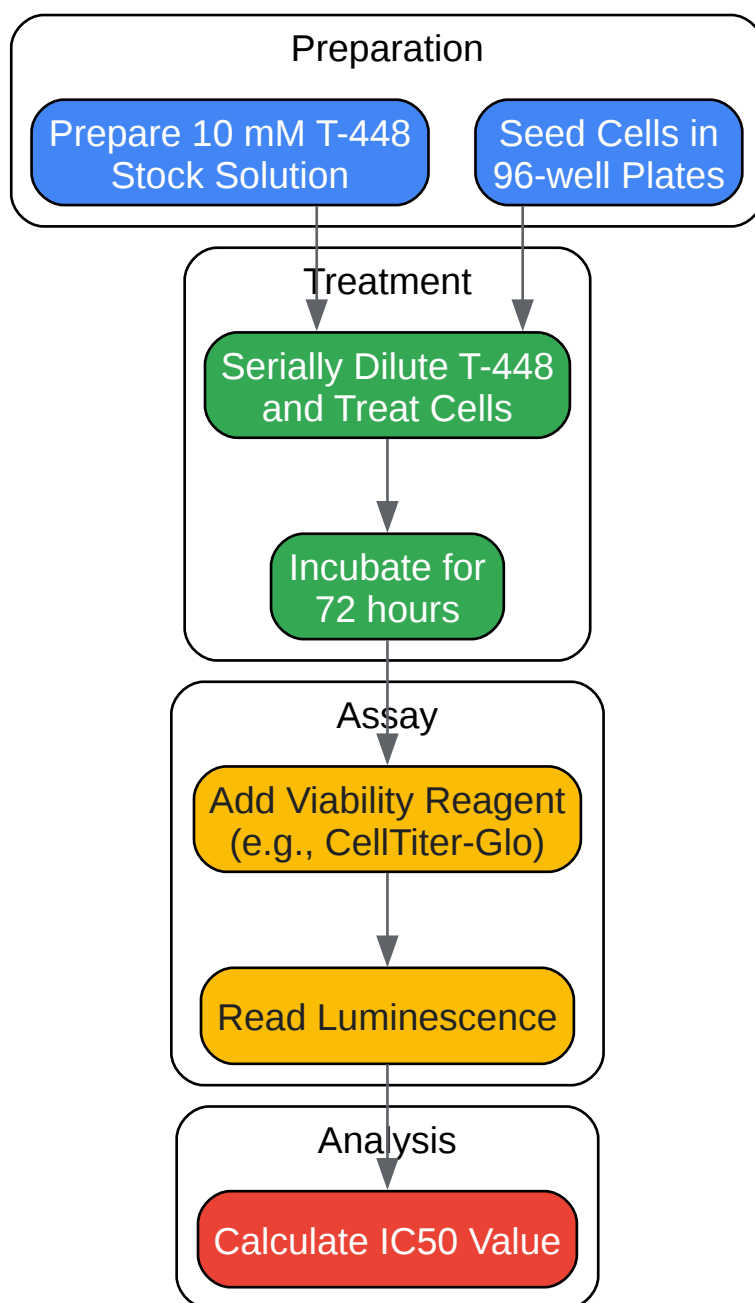 Preparation
Prepare 10 mM T-448
Stock Solution
Seed Cells in
96-well Plates
Treatment
Serially Dilute T-448
and Treat Cells
Incubate for
72 hours
Assay
Add Viability Reagent
(e.g., CellTiter-Glo)
Read Luminescence
Analysis
Calculate IC50 Value